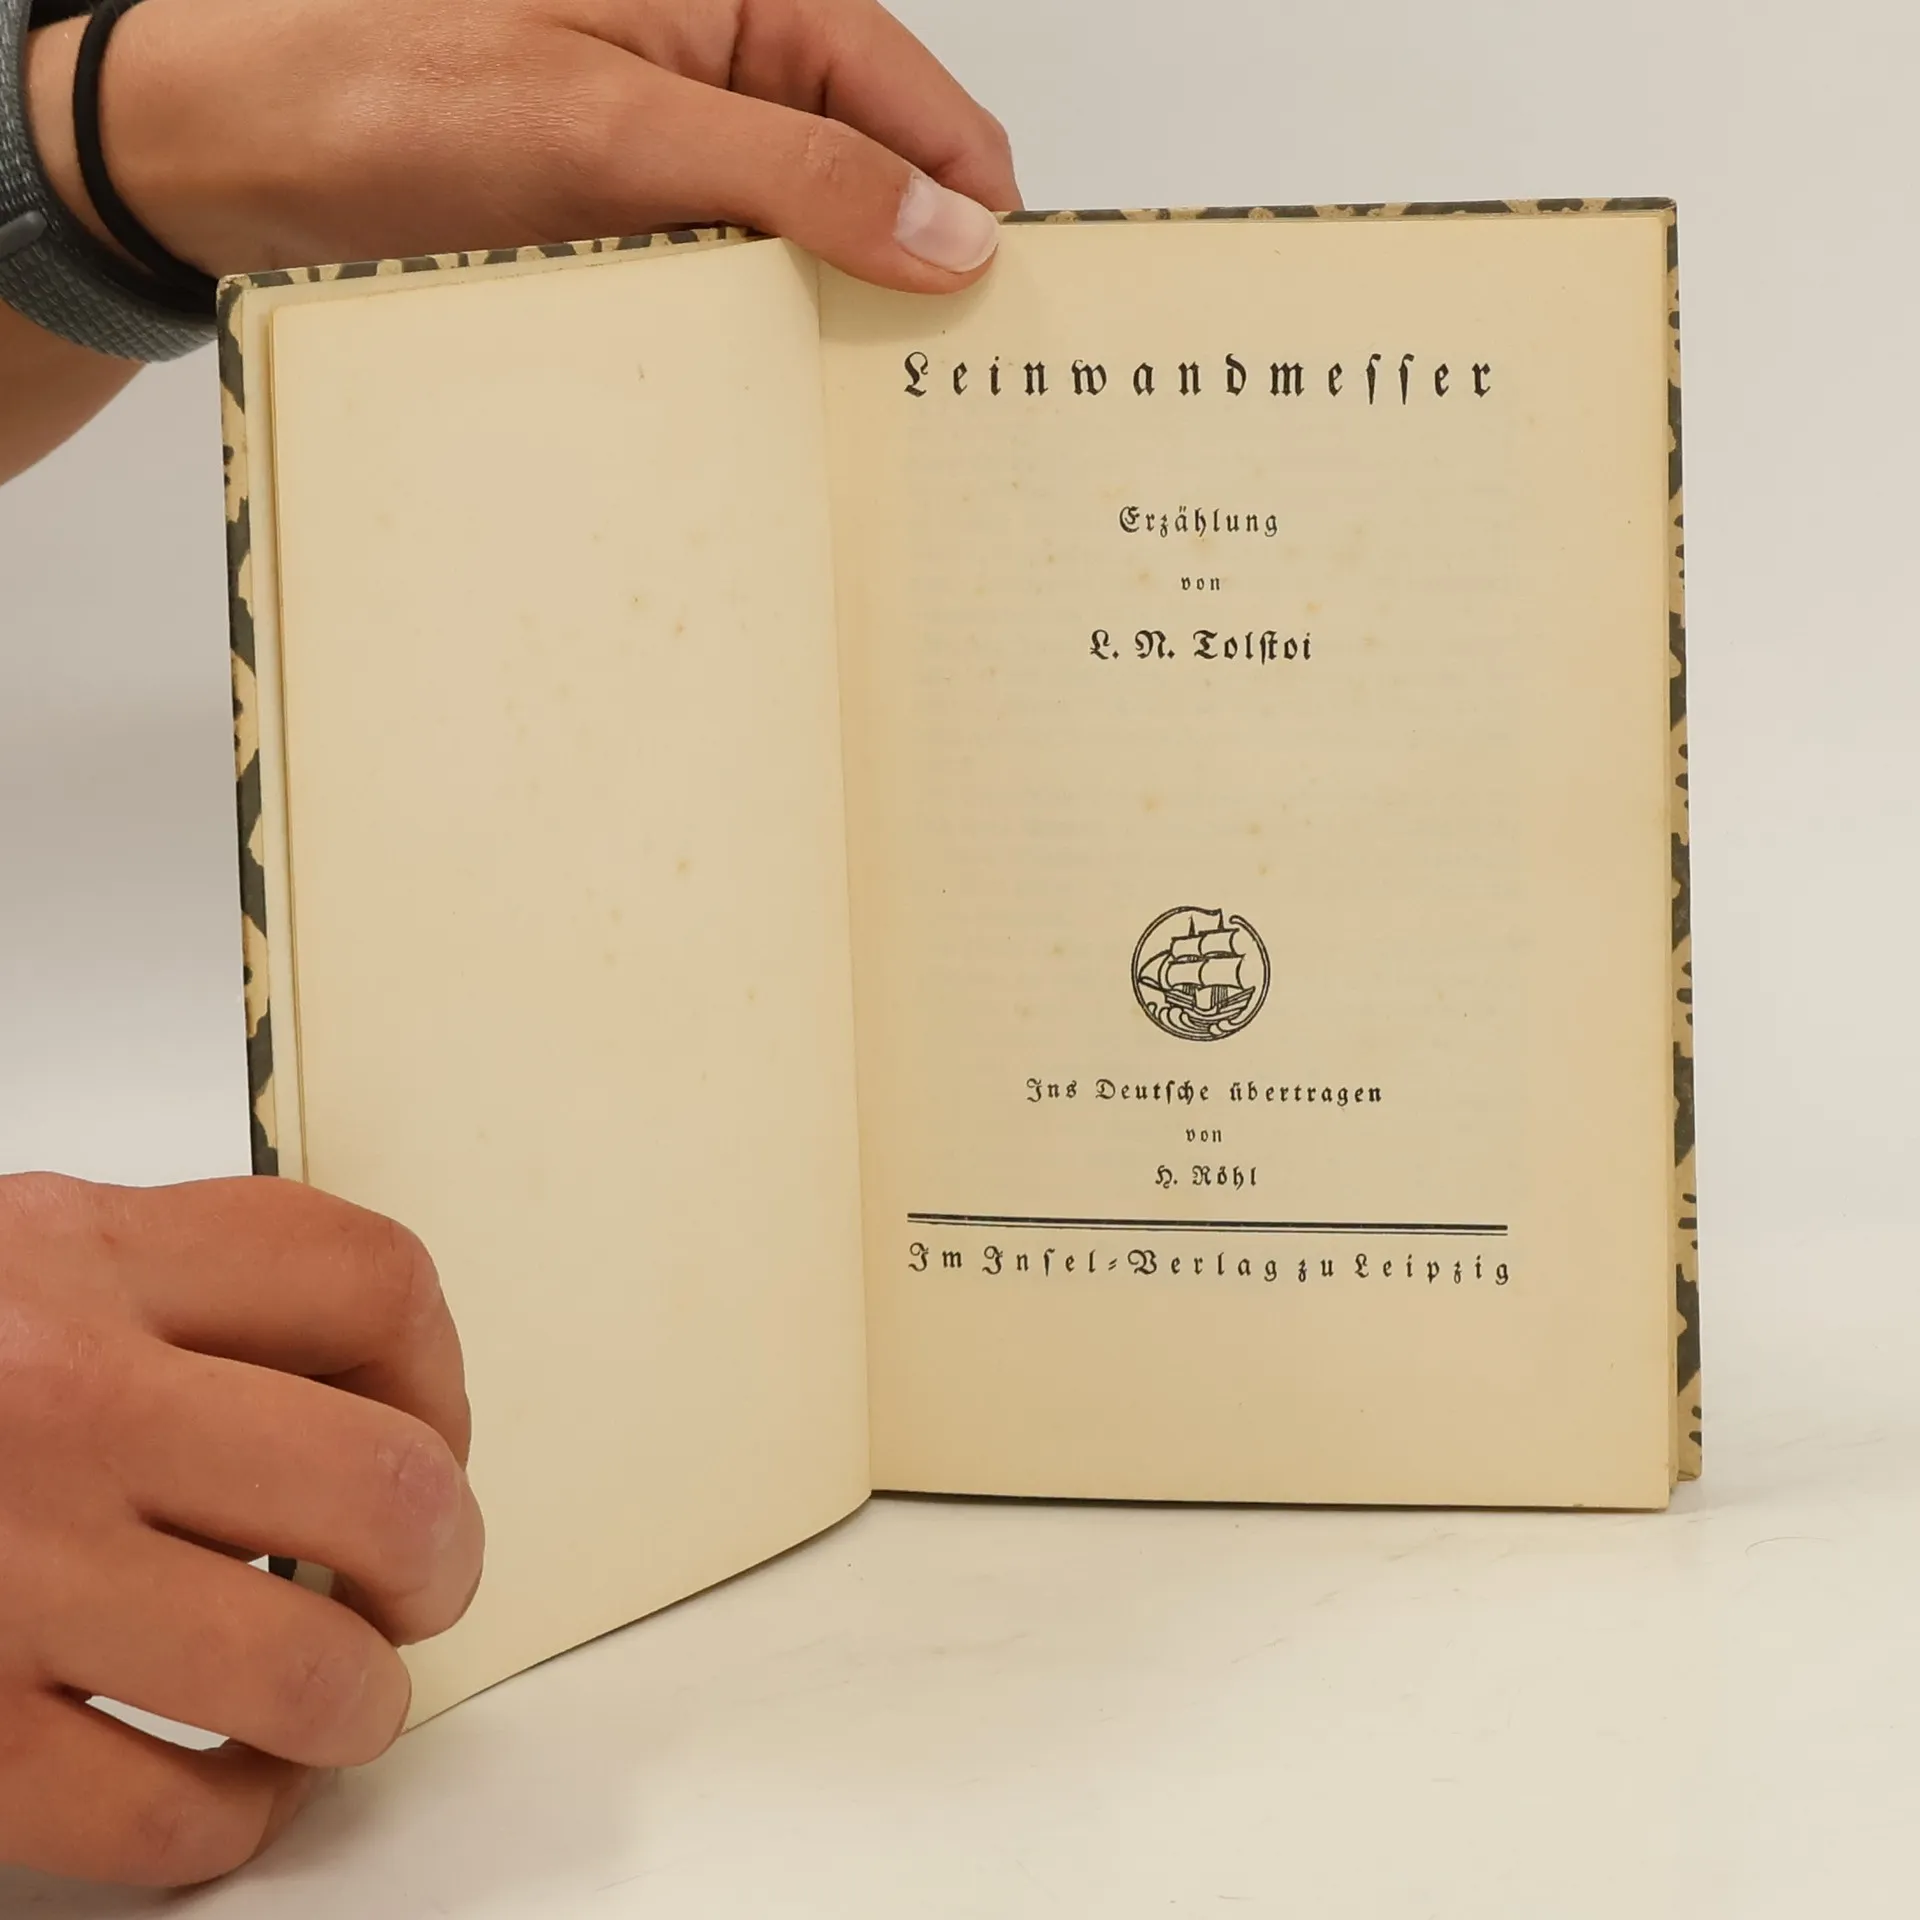 Leinwandmeſſer
Erzählung
von
L. N. Tolſtoi
Ins Deutſche übertragen
von
H. Röhl
Im Inſel-Verlag zu Leipzig